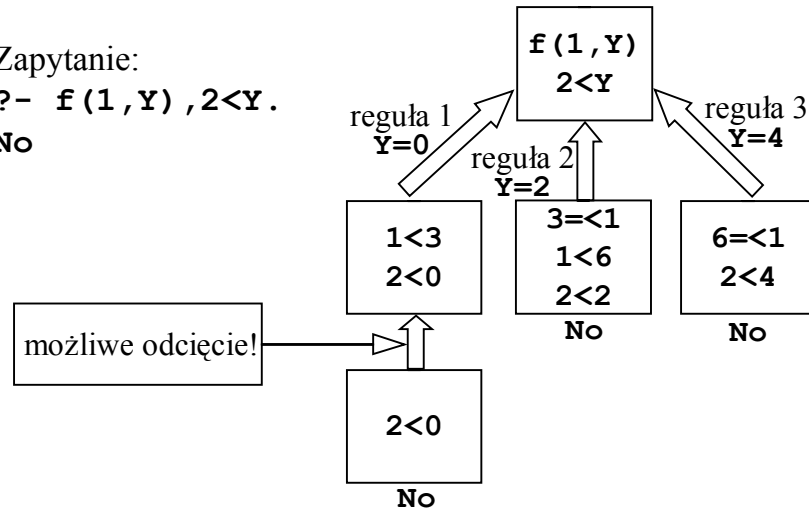 Zapytanie:
?- f(1,Y),2<Y.
No
f(1,Y)
2<Y
reguła 1
Y=0
reguła 2
Y=2
reguła 3
Y=4
1<3
2<0
3=<1
1<6
2<2
No
6=<1
2<4
No
możliwe odcięcie!
2<0
No